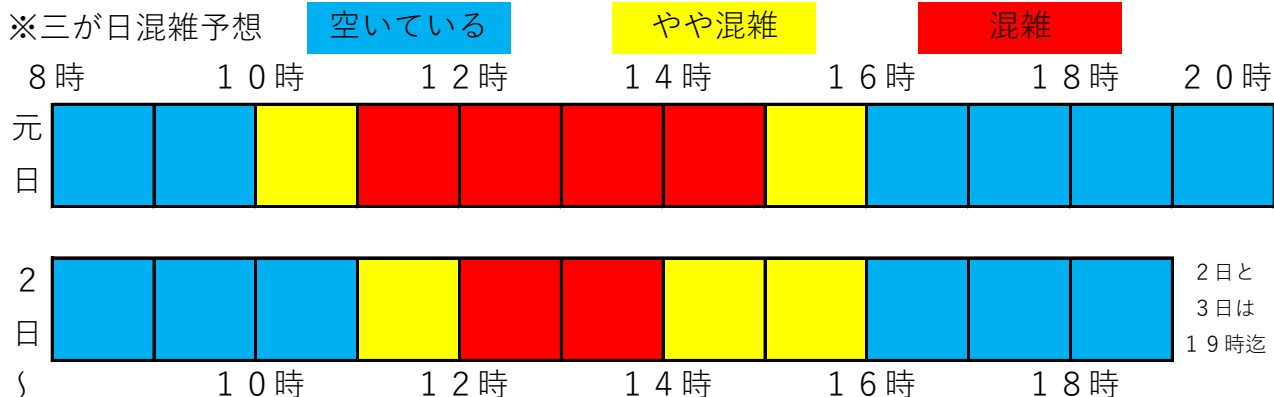 ※三が日混雑予想 空いている やや混雑 混雑
8時 10時 12時 14時 16時 18時 20時
元
日
2
日
～
2日と
3日は
19時迄
10時 12時 14時 16時 18時